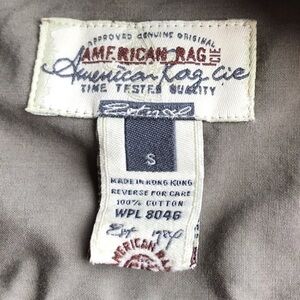 APPROVED GENUINE ORIGINAL
AMERICAN RAG CIE
American Rag cie
TIME TESTED QUALITY
S
MADE IN HONG KONG
REVERSE FOR CARE
100% COTTON
WPL 8046
Est 1984
AMERICAN RAG